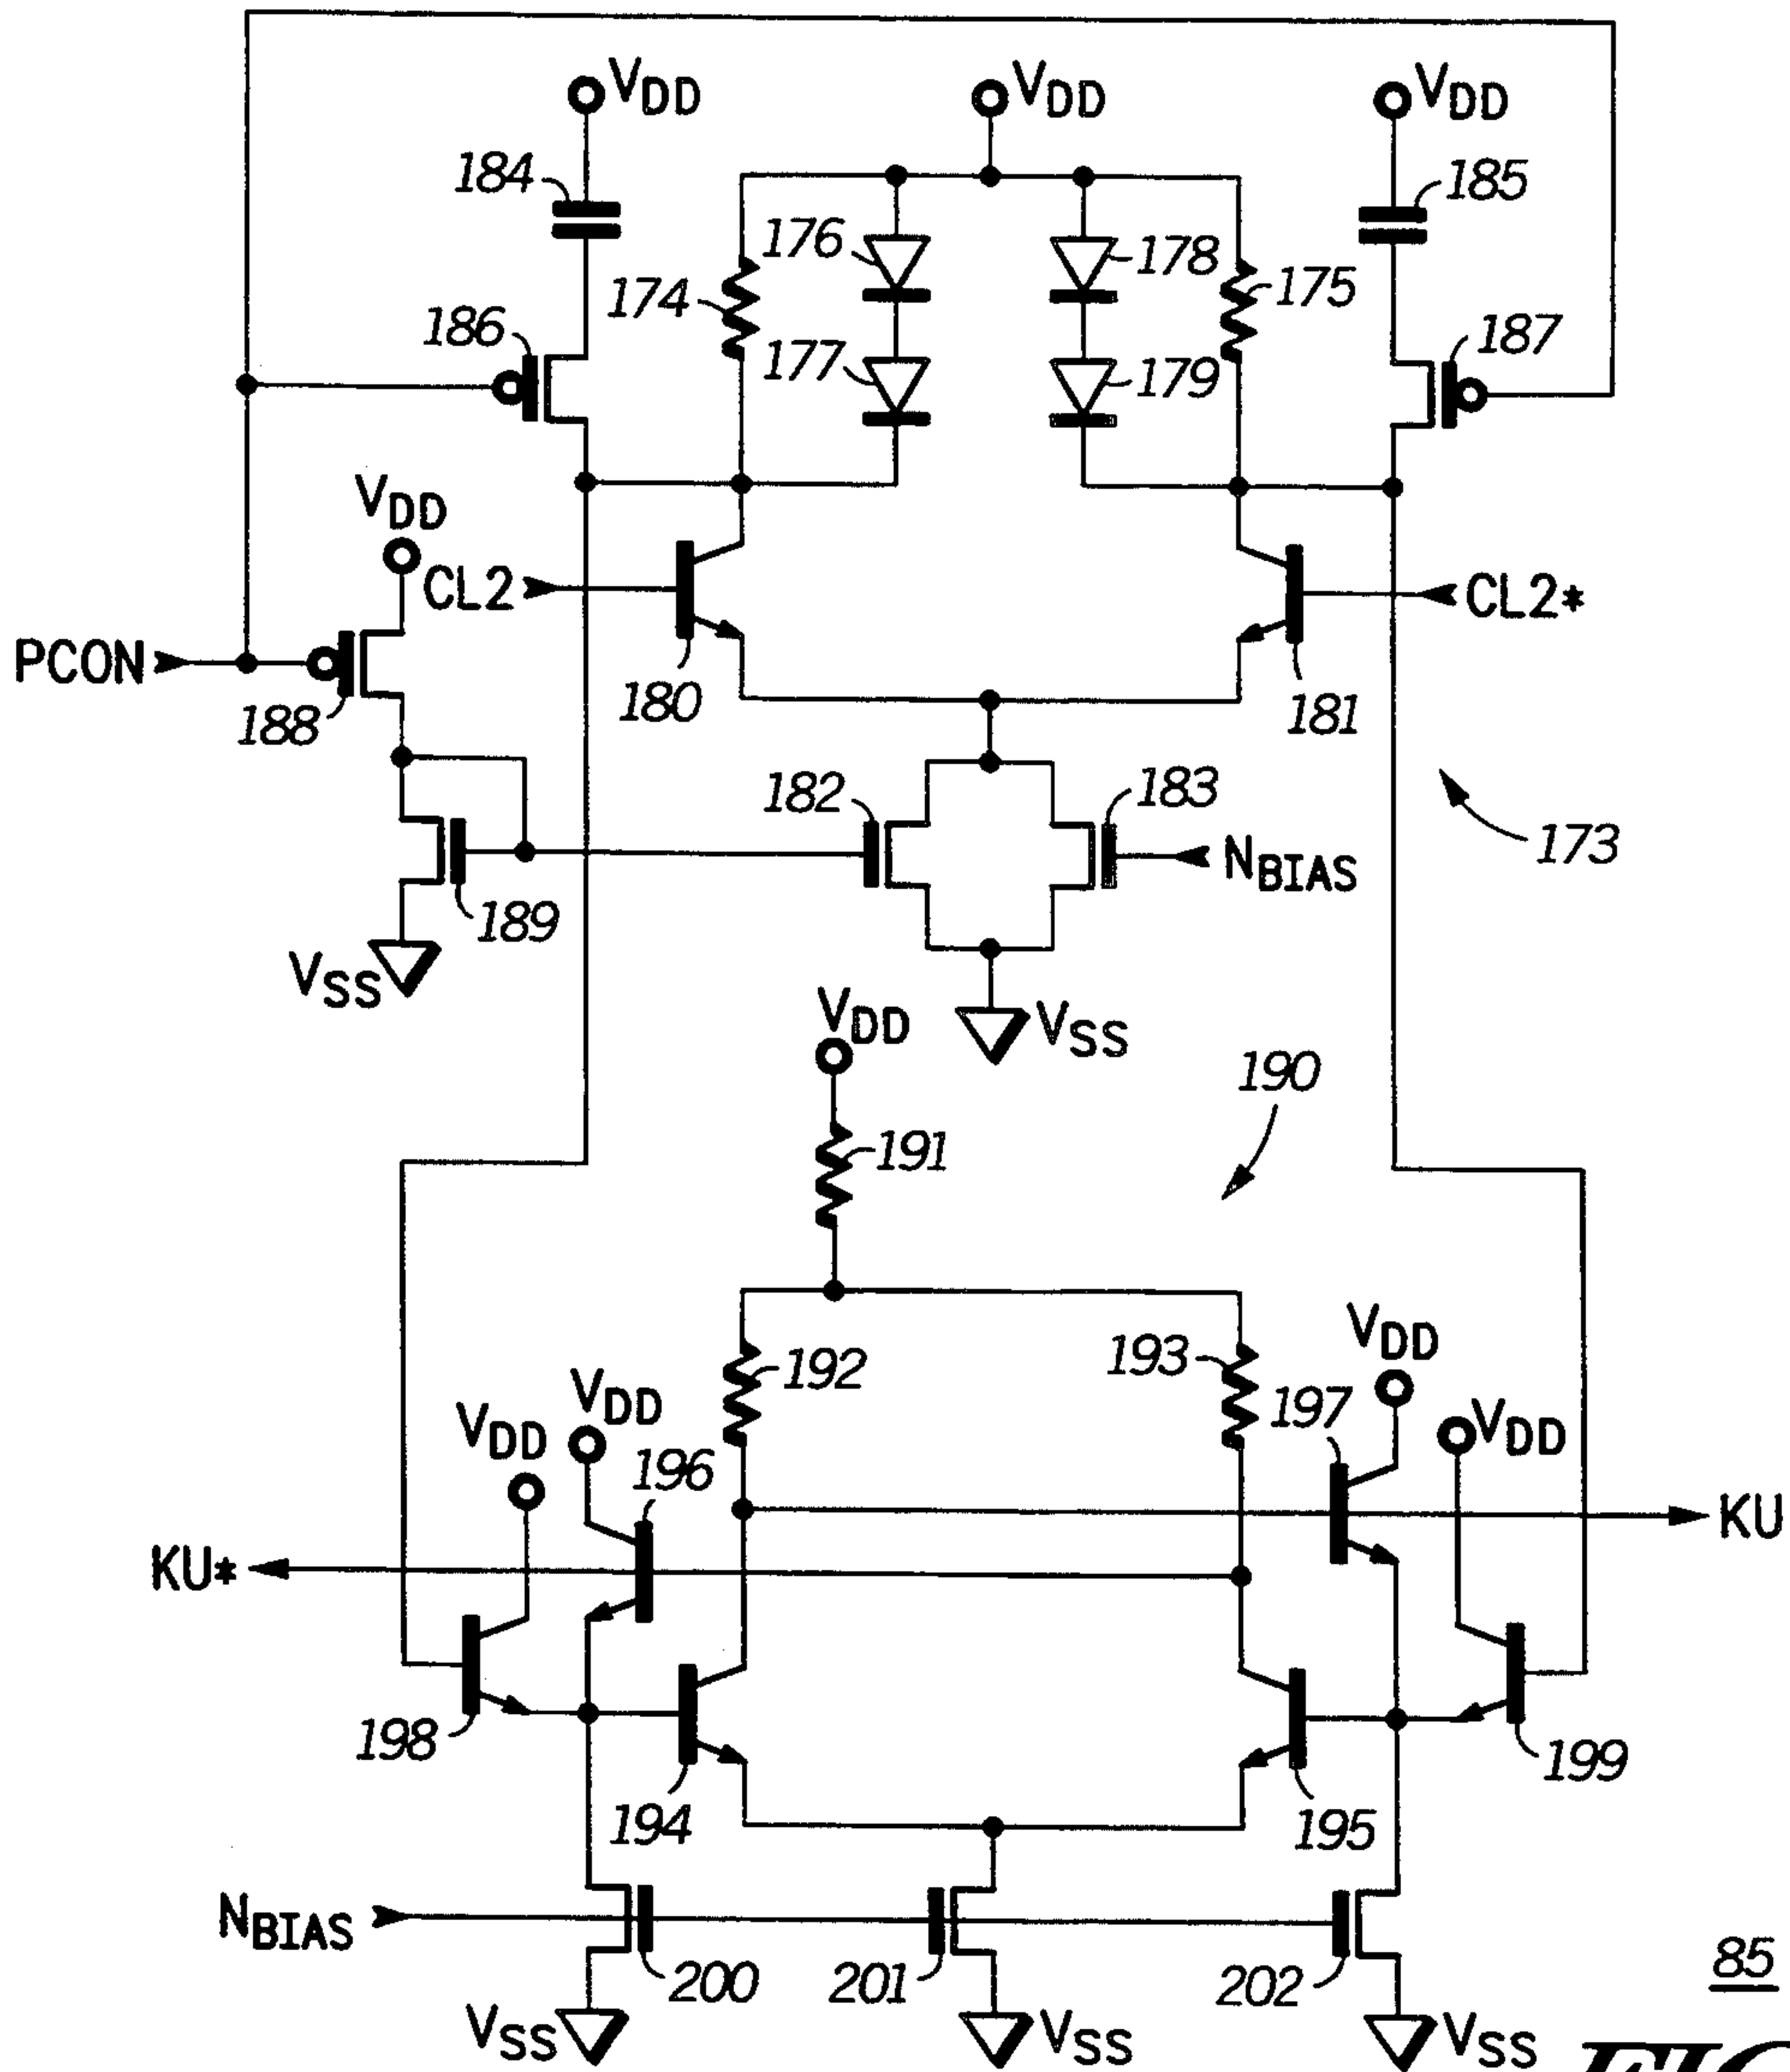 VDD
VDD
VDD
184
185
176
178
174
175
186
187
177
179
VDD
CL2
CL2*
PCON
180
181
188
182
183
173
NBIAS
189
VSS
VDD
VSS
190
191
VDD
192
193
VDD
197
VDD
VDD
196
KU
KU*
198
199
194
195
NBIAS
200
201
202
85
VSS
VSS
VSS